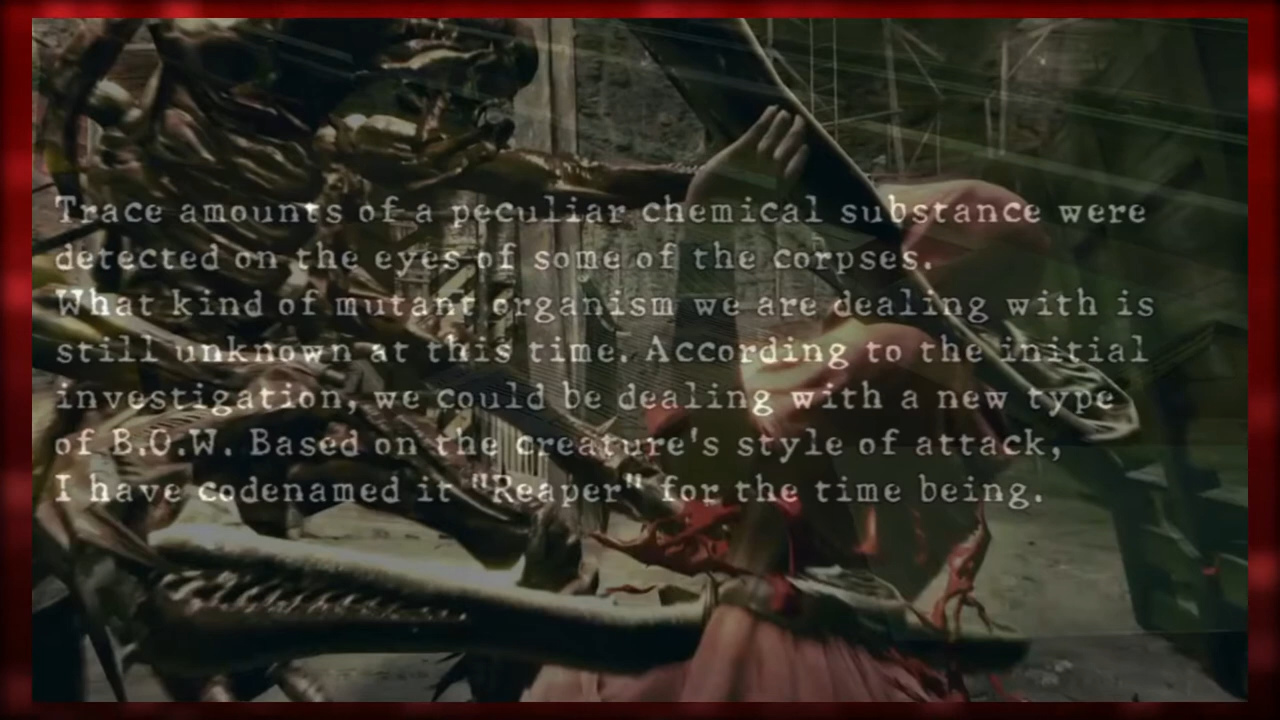 Trace amounts of a peculiar chemical substance were
detected on the eyes of some of the corpses.
What kind of mutant organism we are dealing with is
still unknown at this time. According to the initial
investigation, we could be dealing with a new type
of B.O.W. Based on the creature's style of attack,
I have codenamed it "Reaper" for the time being.